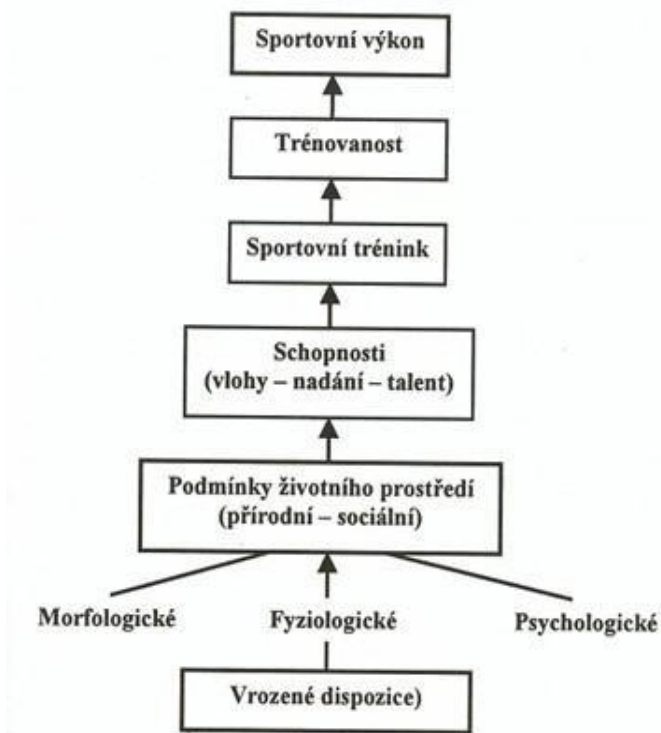 Sportovní výkon
Trénovanost
Sportovní trénink
Schopnosti
(vlohy – nadání – talent)
Podmínky životního prostředí
(přírodní – sociální)
Morfologické
Fyziologické
Psychologické
Vrozené dispozice)